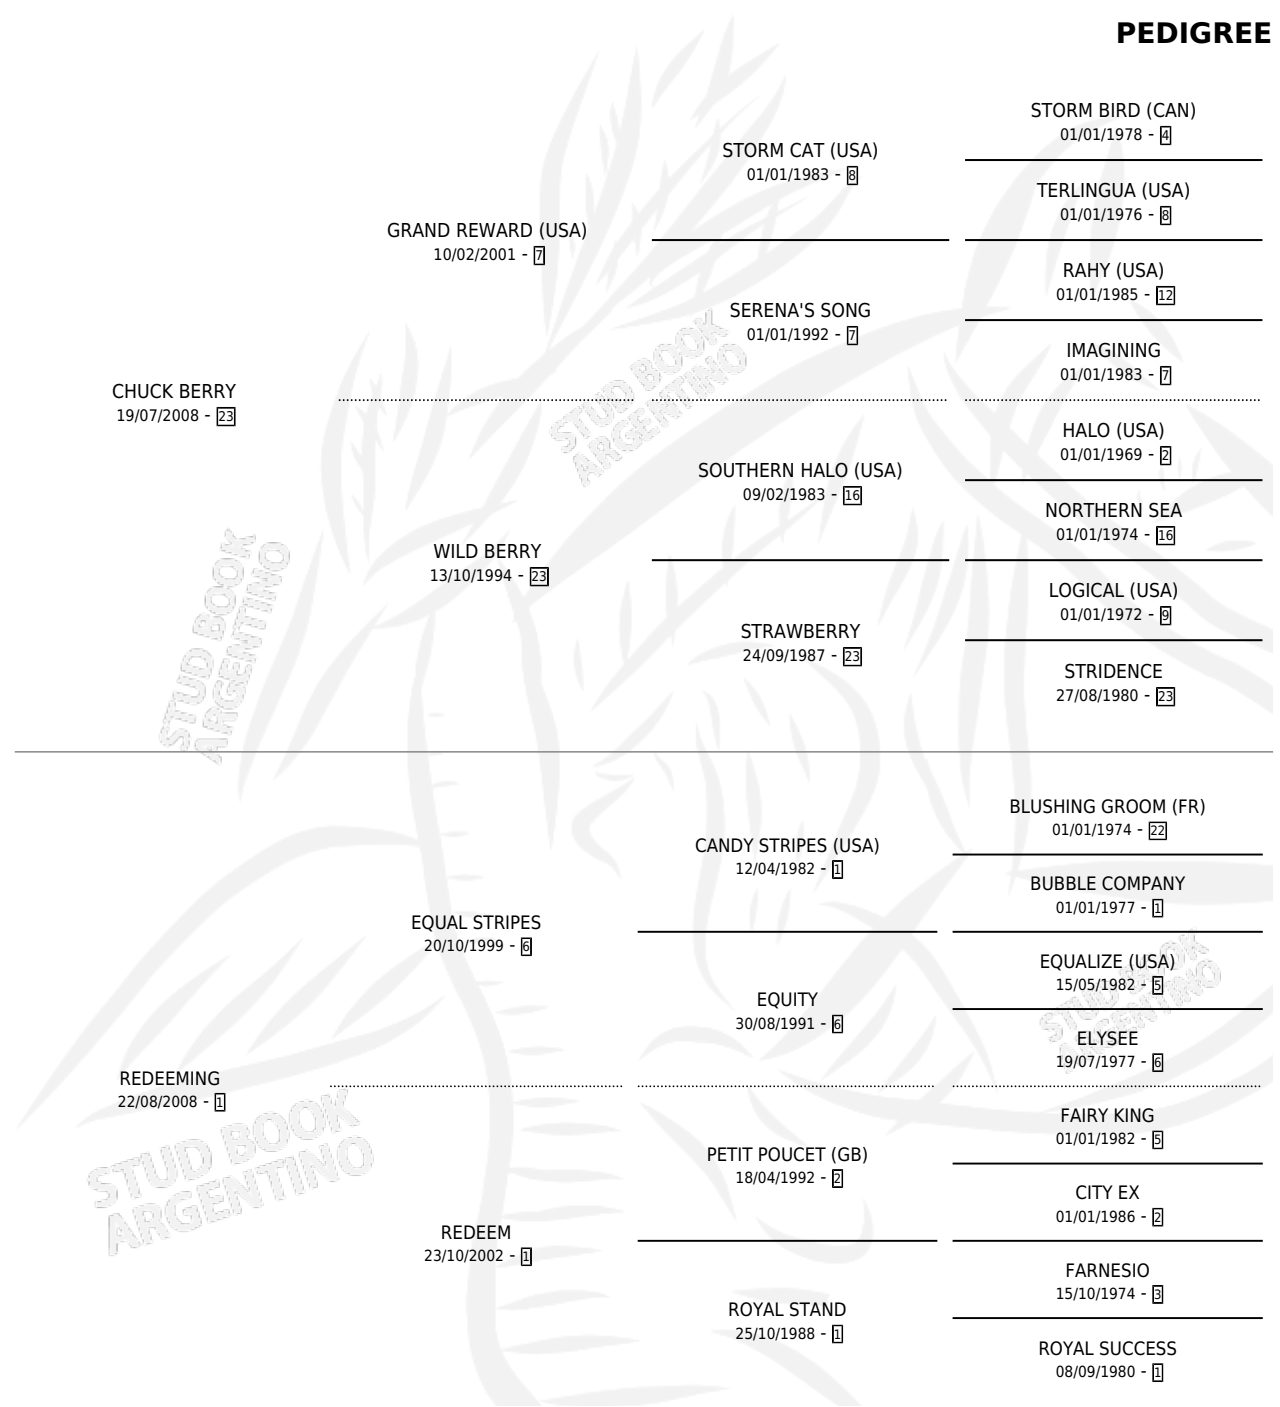 PEDIGREE
STORM BIRD (CAN)
01/01/1978 - 4
STORM CAT (USA)
01/01/1983 - 8
TERLINGUA (USA)
01/01/1976 - 8
GRAND REWARD (USA)
10/02/2001 - 7
RAHY (USA)
01/01/1985 - 12
SERENA'S SONG
01/01/1992 - 7
IMAGINING
01/01/1983 - 7
CHUCK BERRY
19/07/2008 - 23
HALO (USA)
01/01/1969 - 2
SOUTHERN HALO (USA)
09/02/1983 - 16
NORTHERN SEA
01/01/1974 - 16
WILD BERRY
13/10/1994 - 23
LOGICAL (USA)
01/01/1972 - 9
STRAWBERRY
24/09/1987 - 23
STRIDENCE
27/08/1980 - 23
BLUSHING GROOM (FR)
01/01/1974 - 22
CANDY STRIPES (USA)
12/04/1982 - 1
BUBBLE COMPANY
01/01/1977 - 1
EQUAL STRIPES
20/10/1999 - 6
EQUALIZE (USA)
15/05/1982 - 5
EQUITY
30/08/1991 - 6
ELYSEE
19/07/1977 - 6
REDEEMING
22/08/2008 - 1
FAIRY KING
01/01/1982 - 5
PETIT POUCET (GB)
18/04/1992 - 2
CITY EX
01/01/1986 - 2
REDEEM
23/10/2002 - 1
FARNESIO
15/10/1974 - 3
ROYAL STAND
25/10/1988 - 1
ROYAL SUCCESS
08/09/1980 - 1
STUD BOOK
ARGENTINO
STUD BOOK
ARGENTINO
STUD BOOK
ARGENTINO
STUD BOOK
ARGENTINO